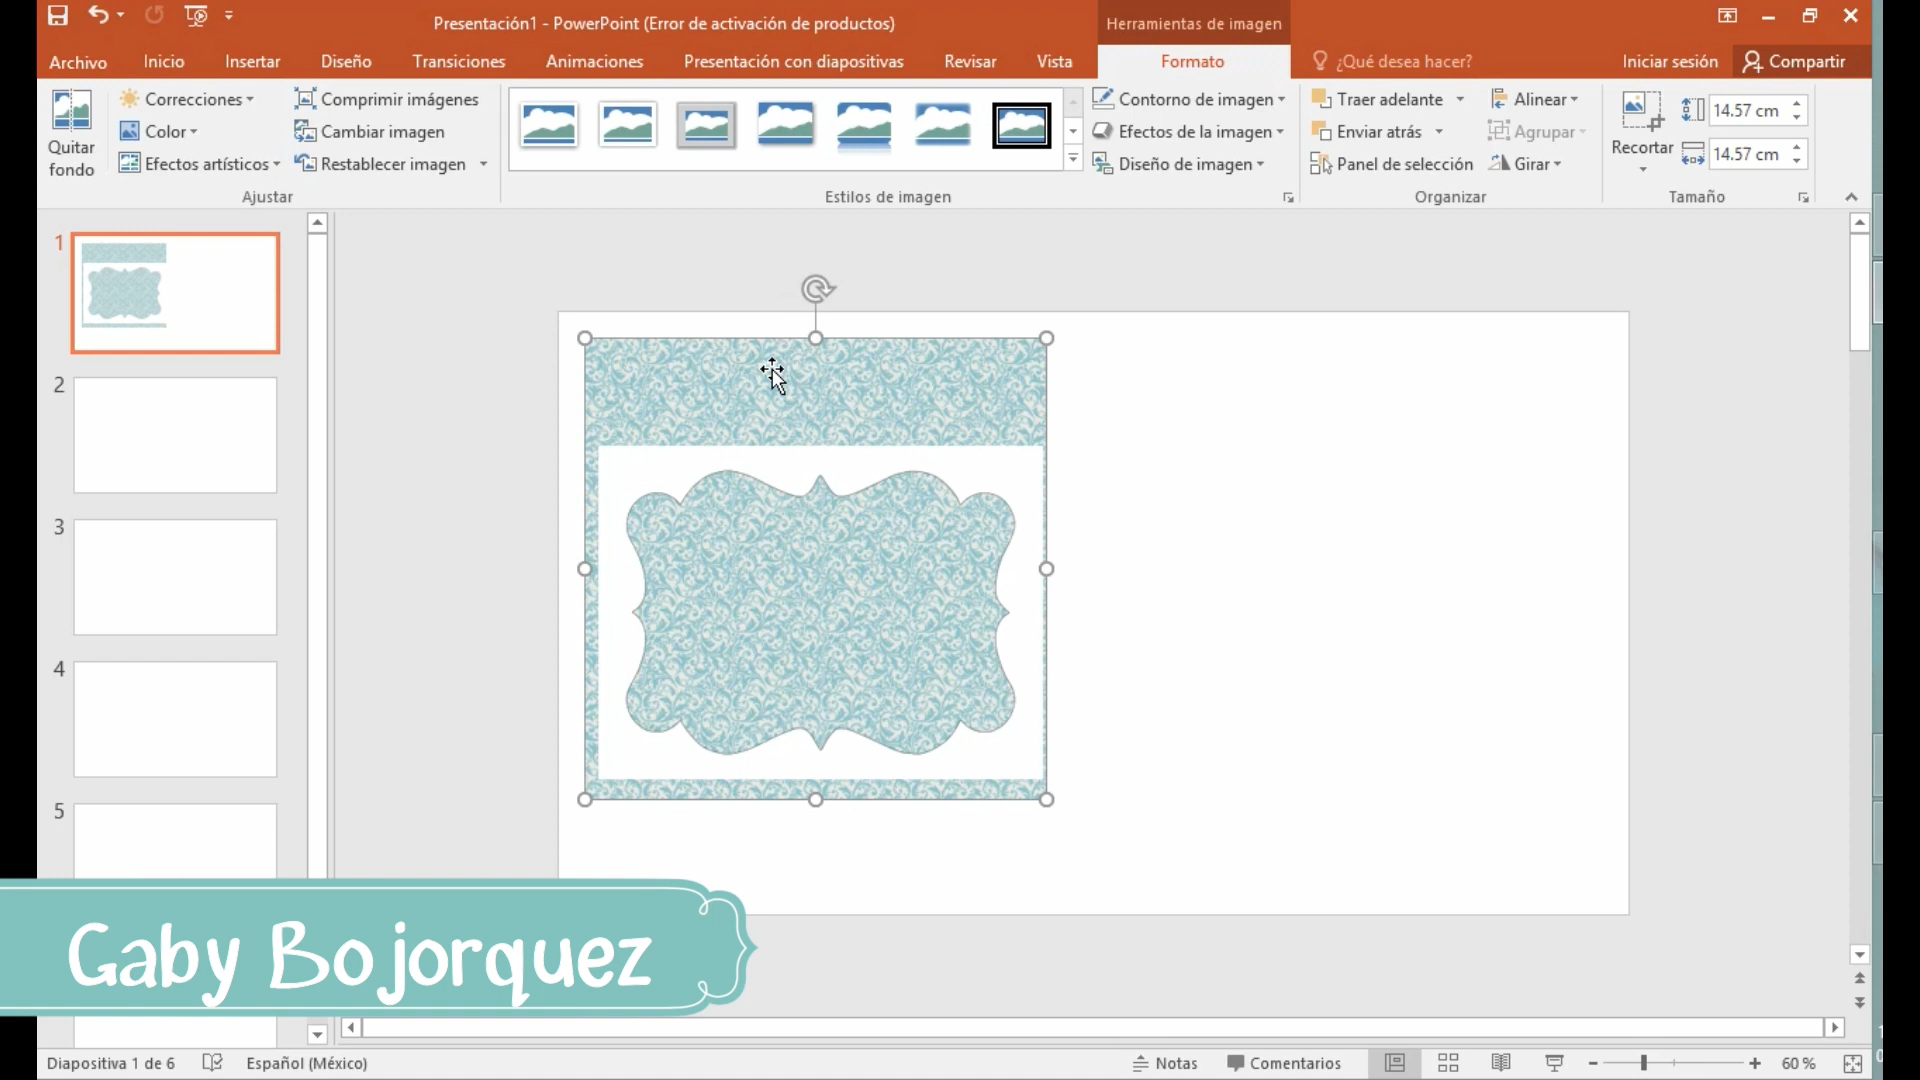 Presentación1 - PowerPoint (Error de activación de productos)
Herramientas de imagen
Archivo Inicio Insertar Diseño Transiciones Animaciones Presentación con diapositivas Revisar Vista Formato ¿Qué desea hacer? Iniciar sesión Compartir
Quitar fondo
Correcciones
Color
Efectos artísticos
Comprimir imágenes
Cambiar imagen
Restablecer imagen
Ajustar
Estilos de imagen
Contorno de imagen
Efectos de la imagen
Diseño de imagen
Traer adelante
Enviar atrás
Panel de selección
Alinear
Agrupar
Girar
Organizar
Recortar
14.57 cm
14.57 cm
Tamaño
1
2
3
4
5
Gaby Bojorquez
Diapositiva 1 de 6 Español (México) Notas Comentarios 60 %